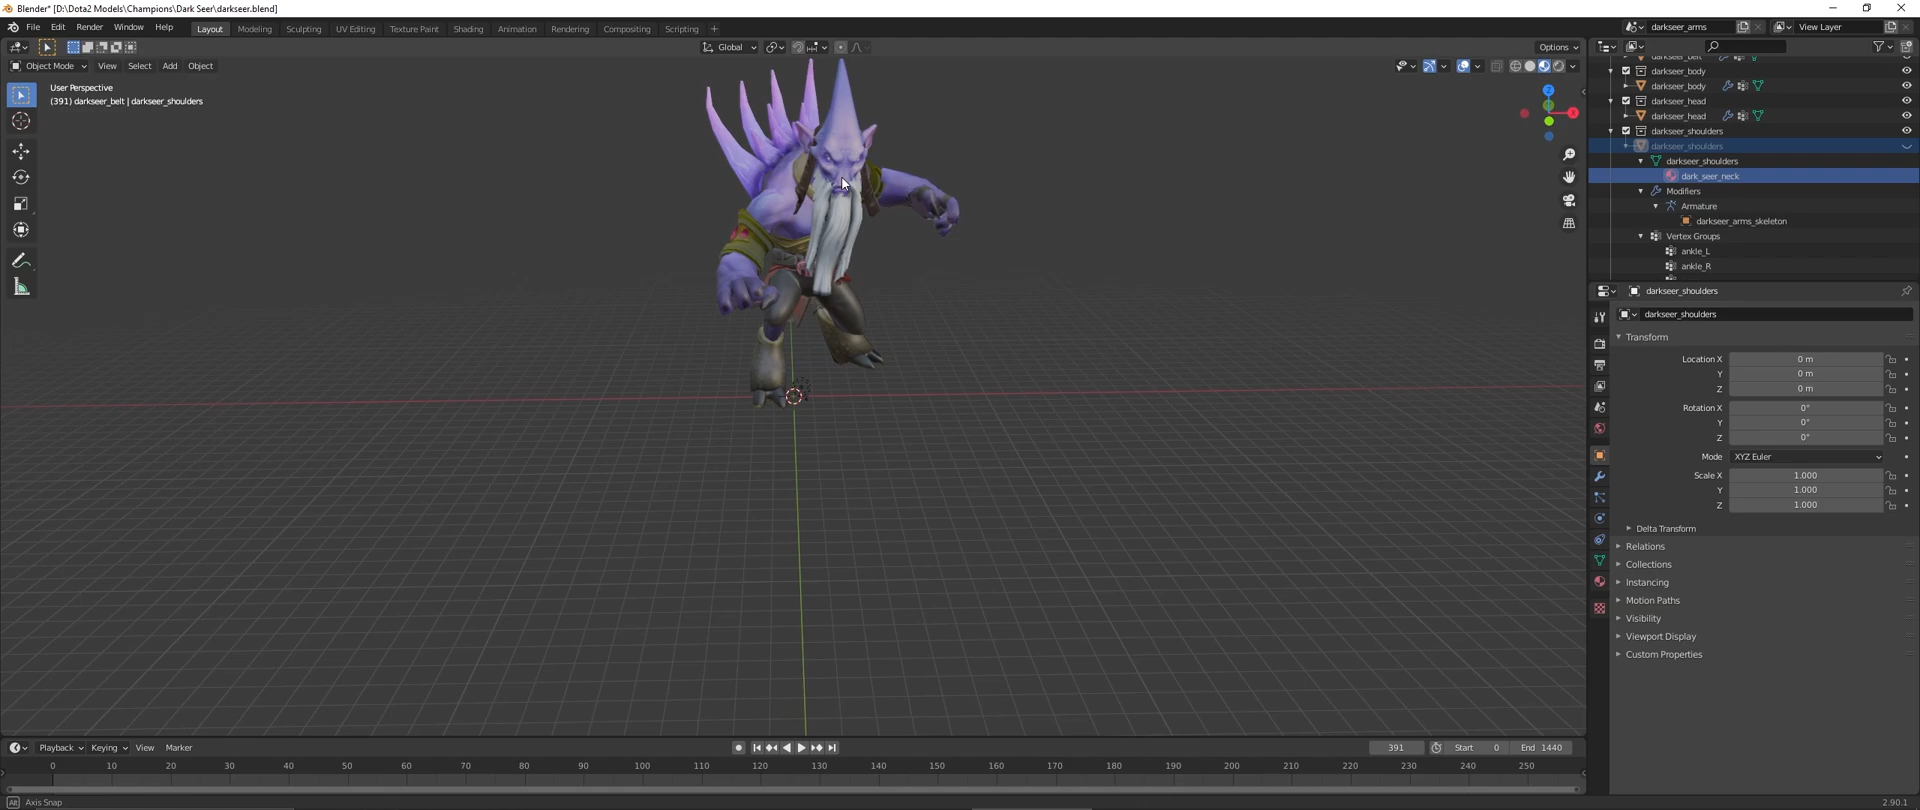 Blender* [D:\Dota2 Models\Champions\Dark Seer\darkseer.blend]
File Edit Render Window Help Layout Modeling Sculpting UV Editing Texture Paint Shading Animation Rendering Compositing Scripting + darkseer_arms View Layer
Global Options
Object Mode View Select Add Object
User Perspective
(391) darkseer_belt | darkseer_shoulders
Z
X
darkseer_belt
darkseer_body
darkseer_body
darkseer_head
darkseer_head
darkseer_shoulders
darkseer_shoulders
darkseer_shoulders
dark_seer_neck
Modifiers
Armature
darkseer_arms_skeleton
Vertex Groups
ankle_L
ankle_R
darkseer_shoulders
darkseer_shoulders
Transform
Location X 0 m
Y 0 m
Z 0 m
Rotation X 0°
Y 0°
Z 0°
Mode XYZ Euler
Scale X 1.000
Y 1.000
Z 1.000
Delta Transform
Relations
Collections
Instancing
Motion Paths
Visibility
Viewport Display
Custom Properties
Playback Keying View Marker 391 Start 0 End 1440
0 10 20 30 40 50 60 70 80 90 100 110 120 130 140 150 160 170 180 190 200 210 220 230 240 250
Alt Axis Snap 2.90.1